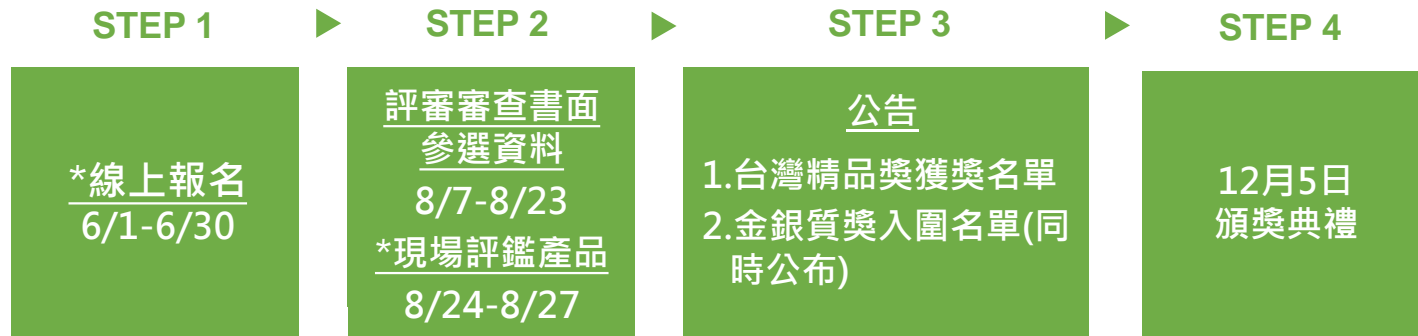 STEP 1
STEP 2
STEP 3
STEP 4
*線上報名
6/1-6/30
評審審查書面
參選資料
8/7-8/23
*現場評鑑產品
8/24-8/27
公告
1.台灣精品獎獲獎名單
2.金銀質獎入圍名單(同
時公布)
12月5日
頒獎典禮